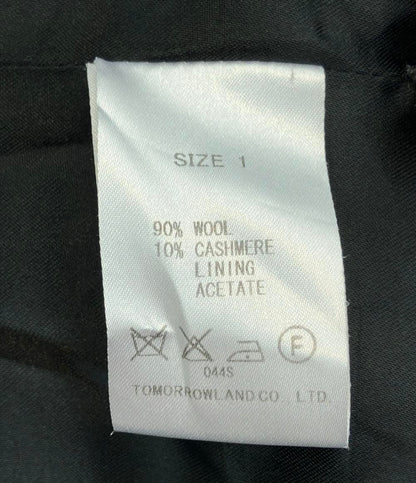 SIZE 1
90% WOOL
10% CASHMERE
LINING
ACETATE
F
044S
TOMORROWLAND CO., LTD.